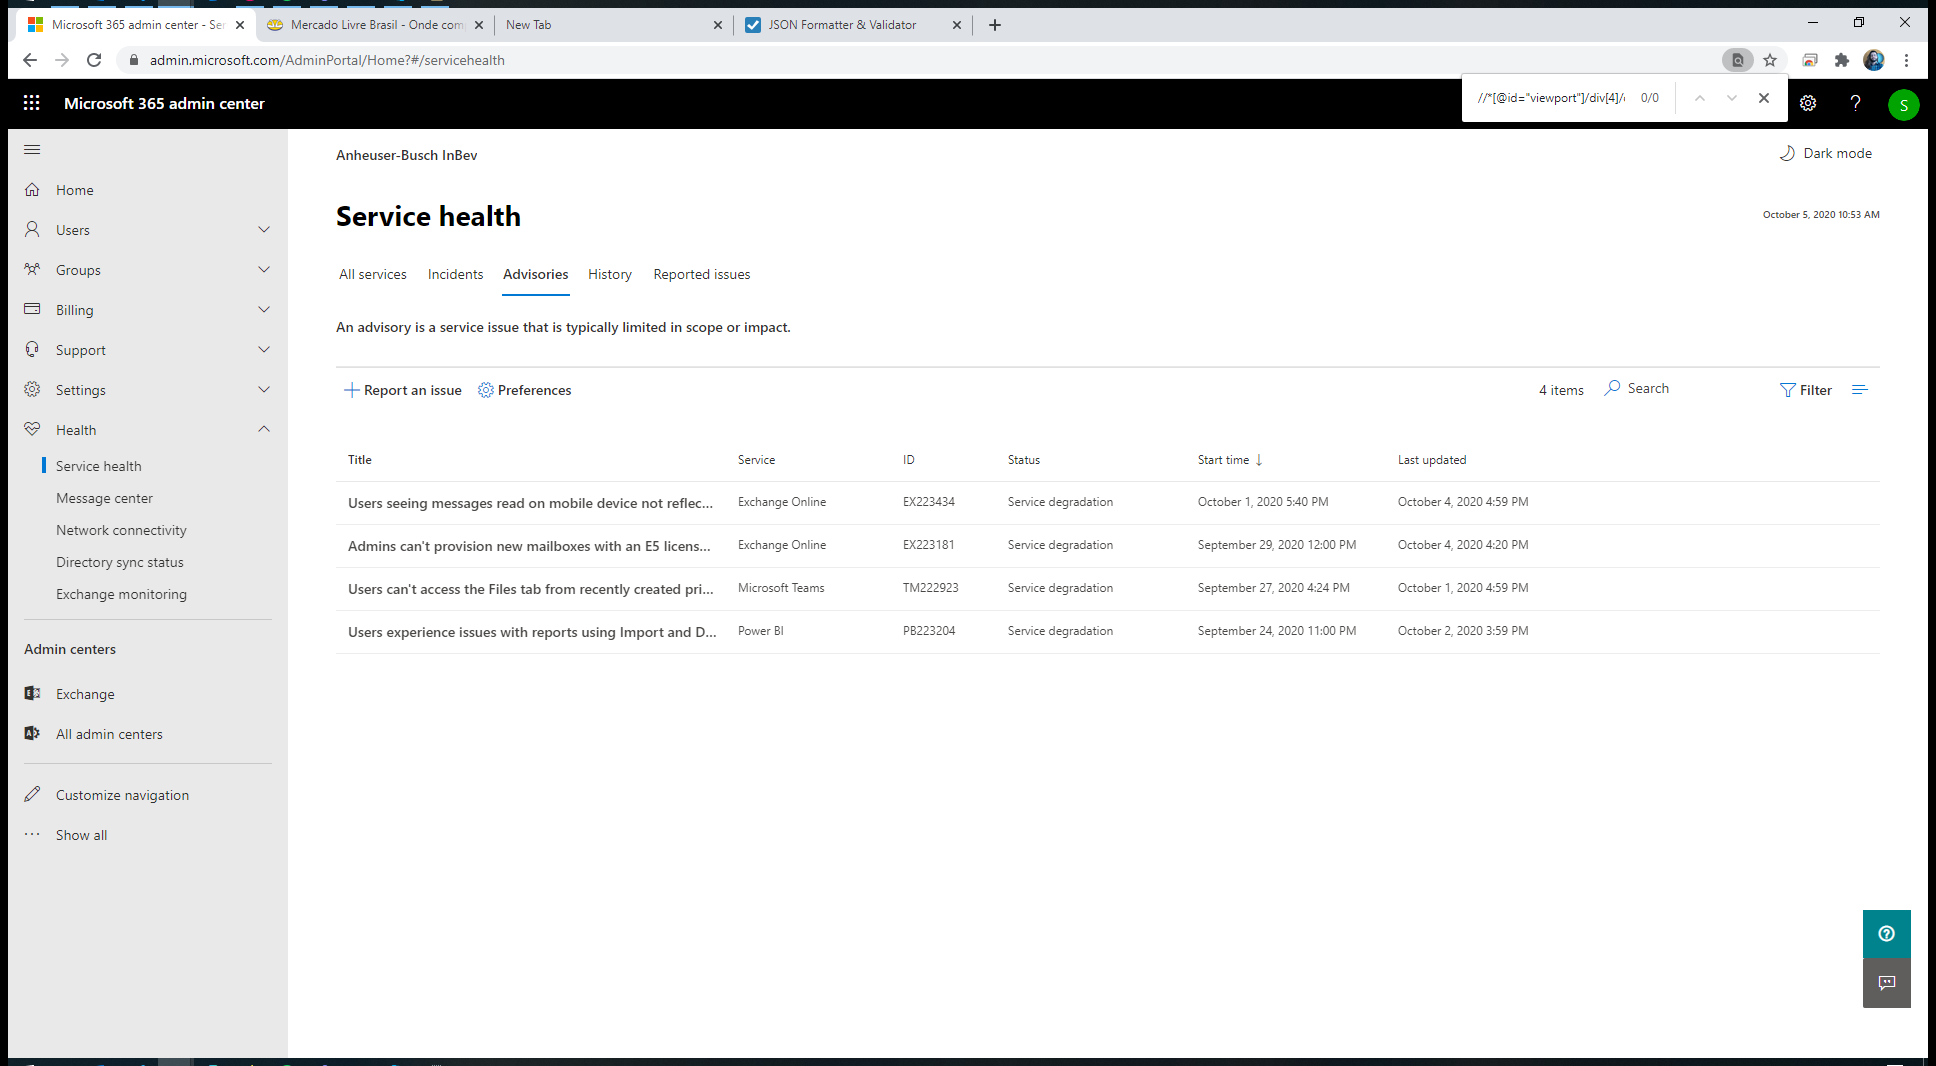 Microsoft 365 admin center - Ser
Mercado Livre Brasil - Onde com
New Tab
JSON Formatter & Validator
admin.microsoft.com/AdminPortal/Home?#/servicehealth
Microsoft 365 admin center
//*[@id="viewport"]/div[4]/
0/0
?
S
Anheuser-Busch InBev
Dark mode
Home
Users
Groups
Billing
Support
Settings
Health
Service health
Message center
Network connectivity
Directory sync status
Exchange monitoring
Admin centers
Exchange
All admin centers
Customize navigation
Show all
Service health
October 5, 2020 10:53 AM
All services Incidents Advisories History Reported issues
An advisory is a service issue that is typically limited in scope or impact.
Report an issue Preferences 4 items Search Filter
Title Service ID Status Start time ↓ Last updated
Users seeing messages read on mobile device not reflec... Exchange Online EX223434 Service degradation October 1, 2020 5:40 PM October 4, 2020 4:59 PM
Admins can't provision new mailboxes with an E5 licens... Exchange Online EX223181 Service degradation September 29, 2020 12:00 PM October 4, 2020 4:20 PM
Users can't access the Files tab from recently created pri... Microsoft Teams TM222923 Service degradation September 27, 2020 4:24 PM October 1, 2020 4:59 PM
Users experience issues with reports using Import and D... Power BI PB223204 Service degradation September 24, 2020 11:00 PM October 2, 2020 3:59 PM